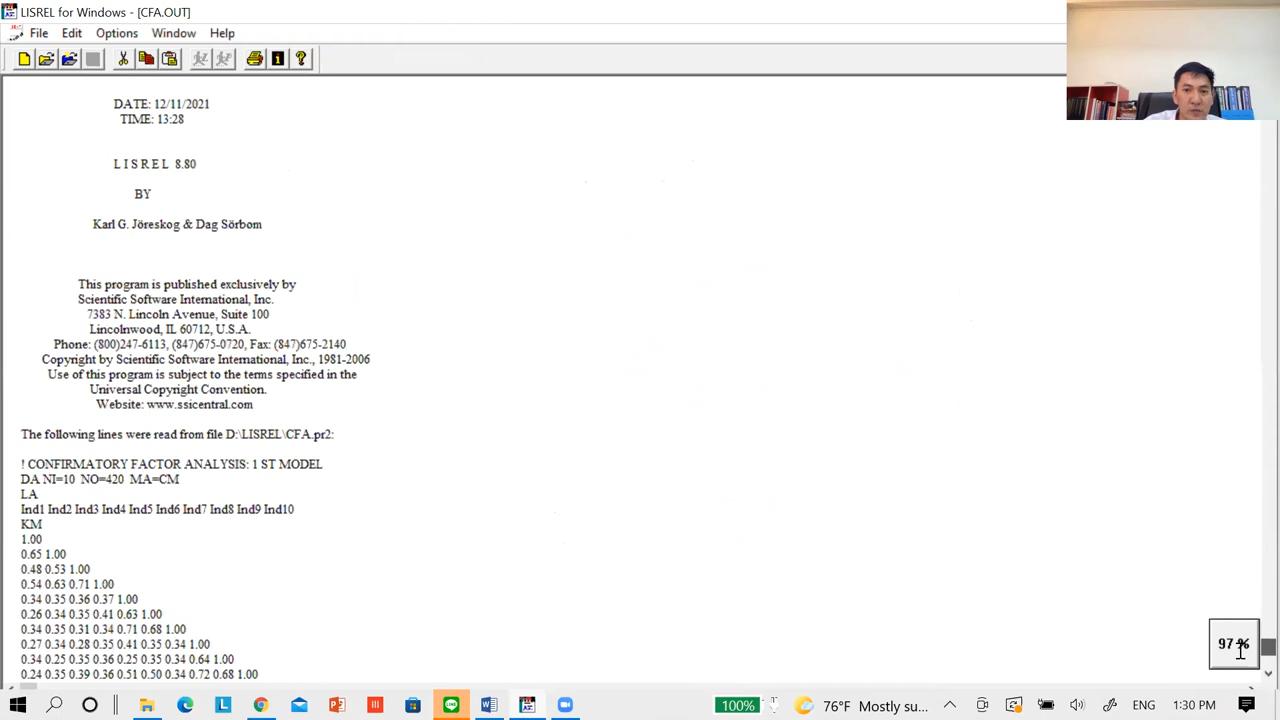 LISREL for Windows - [CFA.OUT]
File Edit Options Window Help
DATE: 12/11/2021
TIME: 13:28
L I S R E L 8.80
BY
Karl G. Jöreskog & Dag Sörbom
This program is published exclusively by
Scientific Software International, Inc.
7383 N. Lincoln Avenue, Suite 100
Lincolnwood, IL 60712, U.S.A.
Phone: (800)247-6113, (847)675-0720, Fax: (847)675-2140
Copyright by Scientific Software International, Inc., 1981-2006
Use of this program is subject to the terms specified in the
Universal Copyright Convention.
Website: www.ssicentral.com
The following lines were read from file D:\LISREL\CFA.pr2:
! CONFIRMATORY FACTOR ANALYSIS: 1 ST MODEL
DA NI=10 NO=420 MA=CM
LA
Ind1 Ind2 Ind3 Ind4 Ind5 Ind6 Ind7 Ind8 Ind9 Ind10
KM
1.00
0.65 1.00
0.48 0.53 1.00
0.54 0.63 0.71 1.00
0.34 0.35 0.36 0.37 1.00
0.26 0.34 0.35 0.41 0.63 1.00
0.34 0.35 0.31 0.34 0.71 0.68 1.00
0.27 0.34 0.28 0.35 0.41 0.35 0.34 1.00
0.34 0.25 0.35 0.36 0.25 0.35 0.34 0.64 1.00
0.24 0.35 0.39 0.36 0.51 0.50 0.34 0.72 0.68 1.00
97 %
100% 76°F Mostly su... ENG 1:30 PM